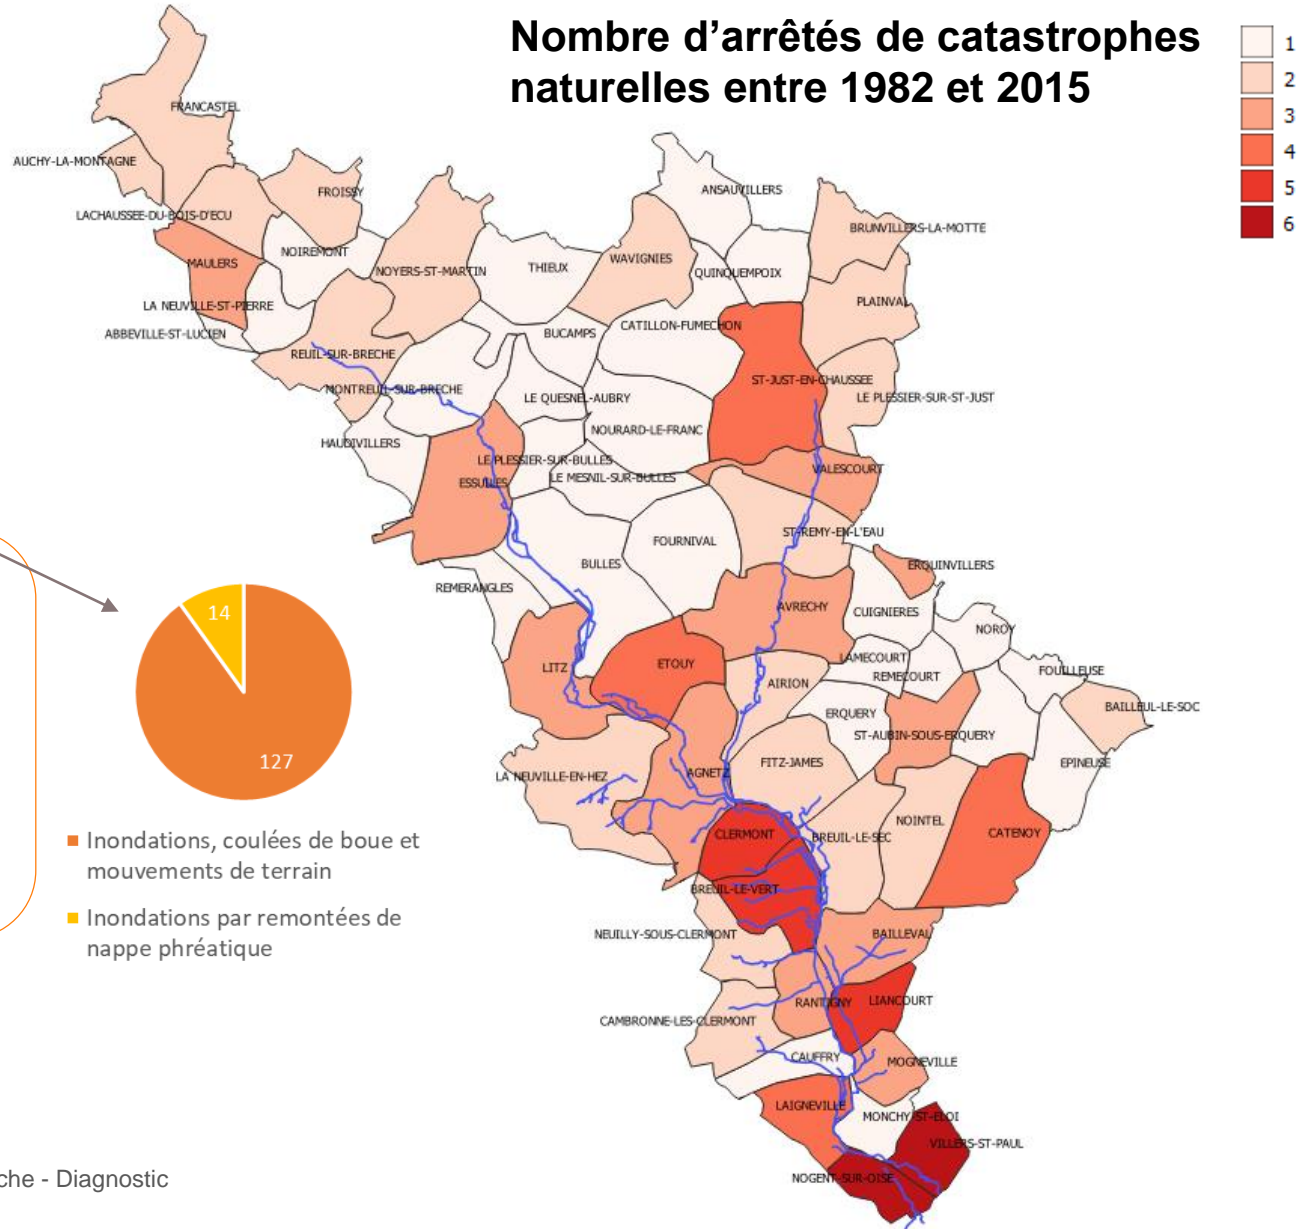 Nombre d’arrêtés de catastrophes
naturelles entre 1982 et 2015
1
2
3
4
5
6
FRANCASTEL
AUCHY-LA-MONTAGNE
FROISSY
LACHAUSSEE-DU-BOIS-D'ECU
ANSAUVILLERS
BRUNVILLERS-LA-MOTTE
NOIREMONT
MAULERS
NOYERS-ST-MARTIN
THIEUX
WAVIGNIES
QUINQUEMPOIX
PLAINVAL
LA NEUVILLE-ST-PIERRE
ABBEVILLE-ST-LUCIEN
BUCAMPS
CATILLON-FUMECHON
REUIL-SUR-BRECHE
MONTREUIL-SUR-BRECHE
ST-JUST-EN-CHAUSSEE
LE QUESNEL-AUBRY
LE PLESSIER-SUR-ST-JUST
NOURARD-LE-FRANC
HAUDIVILLERS
LE PLESSIER-SUR-BULLES
LE MESNIL-SUR-BULLES
ESSUILES
VALESCOURT
ST-REMY-EN-L'EAU
FOURNIVAL
BULLES
ERQUINVILLERS
REMERANGLES
AVRECHY
CUIGNIERES
NOROY
LITZ
ETOUY
LAMECOURT
REMECOURT
FOUILLEUSE
AIRION
BAILLEUL-LE-SOC
ERQUERY
ST-AUBIN-SOUS-ERQUERY
EPINEUSE
LA NEUVILLE-EN-HEZ
AGNETZ
FITZ-JAMES
NOINTEL
CATENOY
CLERMONT
BREUIL-LE-SEC
BREUIL-LE-VERT
NEUILLY-SOUS-CLERMONT
BAILLEVAL
RANTIGNY
LIANCOURT
CAMBRONNE-LES-CLERMONT
CAUFFRY
MOGNEVILLE
LAIGNEVILLE
MONCHY-ST-ELOI
VILLERS-ST-PAUL
NOGENT-SUR-OISE
14
127
Inondations, coulées de boue et
mouvements de terrain
Inondations par remontées de
nappe phréatique
che - Diagnostic